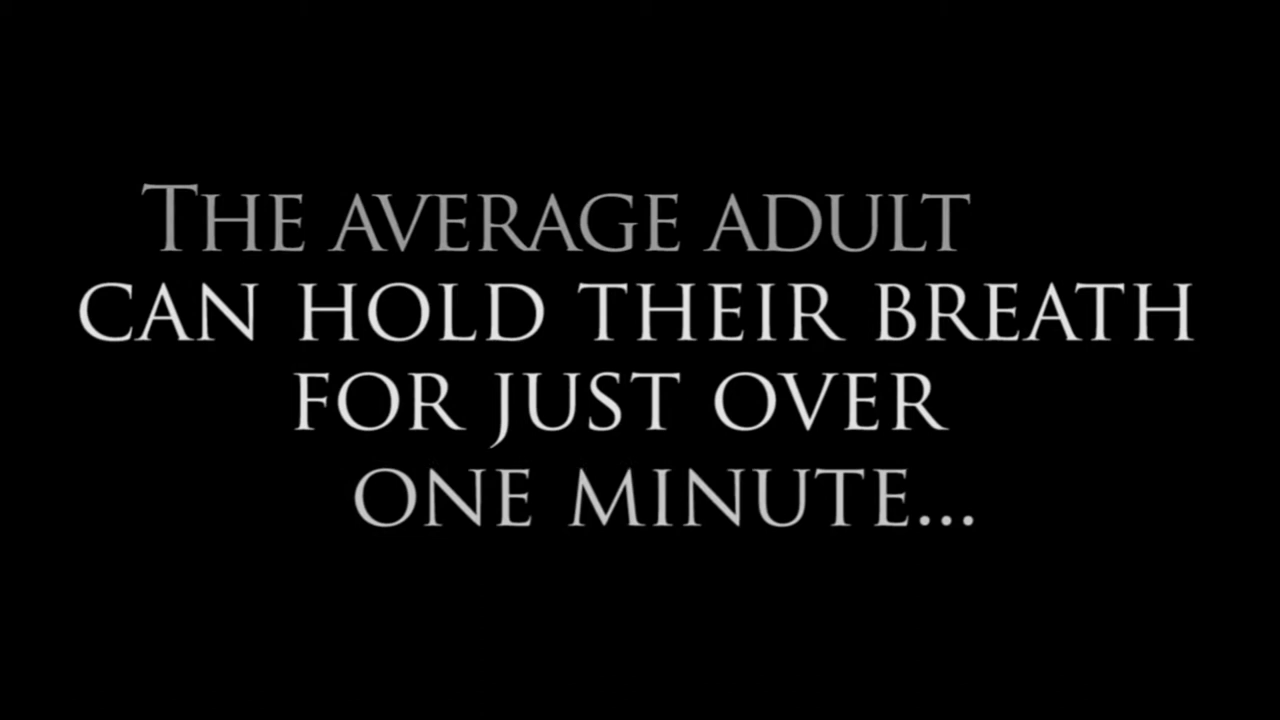 THE AVERAGE ADULT
CAN HOLD THEIR BREATH
FOR JUST OVER
ONE MINUTE...